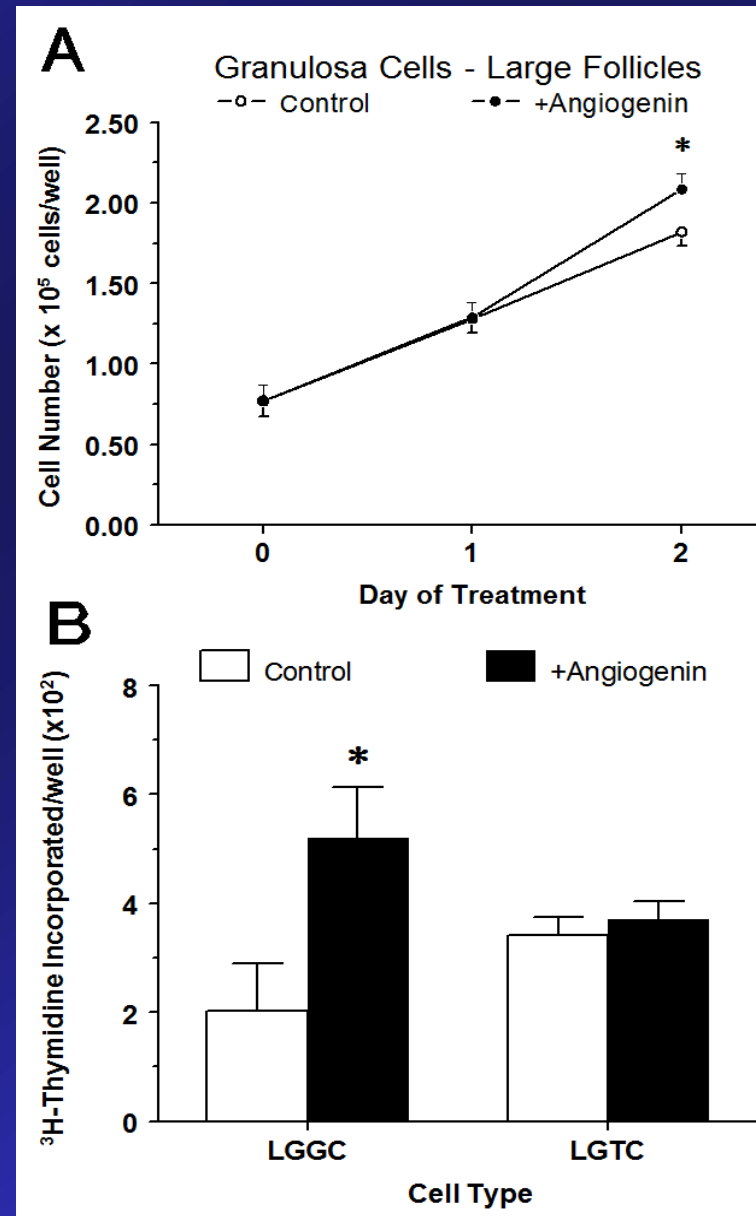 A
Granulosa Cells - Large Follicles
Control +Angiogenin
Cell Number (x 10⁵ cells/well)
2.50
2.00
1.50
1.00
0.50
0.00
*
0 1 2
Day of Treatment
B
Control +Angiogenin
³H-Thymidine Incorporated/well (x10²)
8
6
4
2
0
*
LGGC LGTC
Cell Type